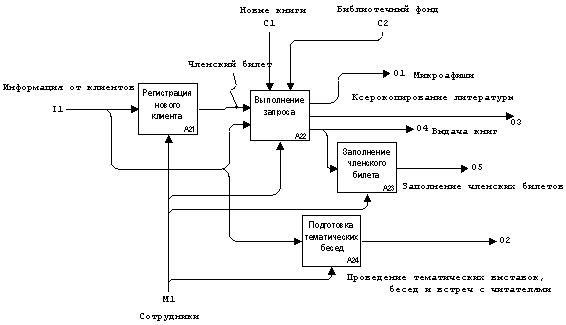 Новые книги
C1
Библиотечный фонд
C2
Членский билет
Информация от клиентов
I1
Регистрация
нового
клиента
A21
Выполнение
запроса
A22
O1
Микроафиши
Ксерокопирование литературы
O3
O4
Выдача книг
Заполнение
членского
билета
A23
O5
Заполнение членских билетов
Подготовка
тематических
бесед
A24
O2
Проведение тематических выставок,
бесед и встреч с читателями
M1
Сотрудники